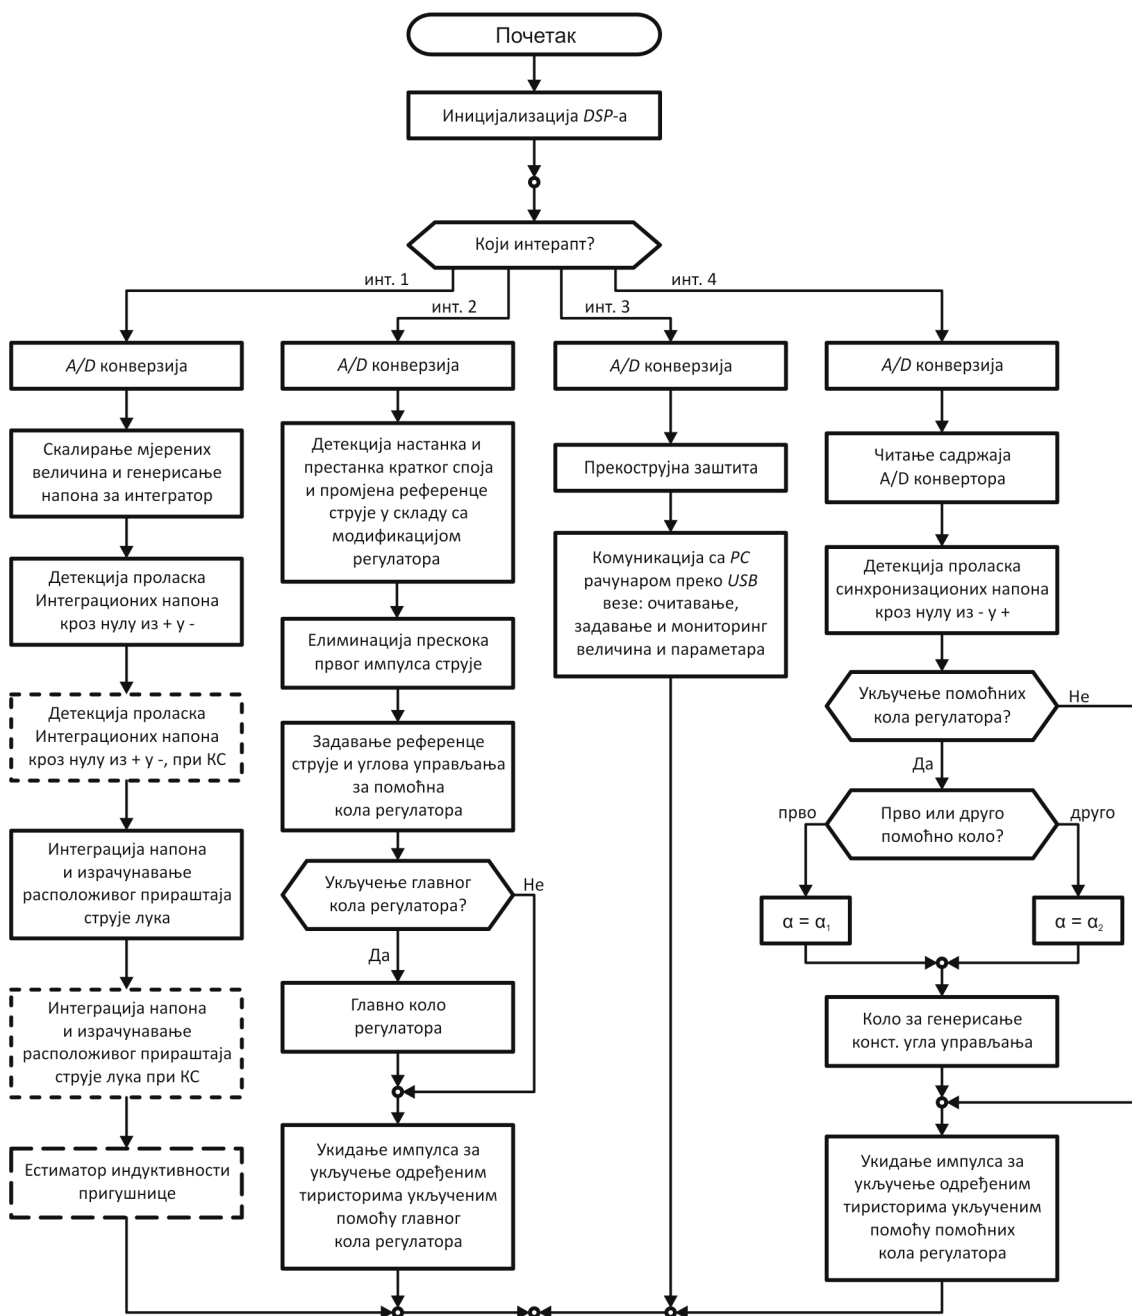 Почетак
Иницијализација DSP-а
Који интерапт?
инт. 1
инт. 2
инт. 3
инт. 4
A/D конверзија
Скалирање мјерених
величина и генерисање
напона за интегратор
Детекција проласка
Интеграционих напона
кроз нулу из + у -
Детекција проласка
Интеграционих напона
кроз нулу из + у -, при КС
Интеграција напона
и израчунавање
расположивог прираштаја
струје лука
Интеграција напона
и израчунавање
расположивог прираштаја
струје лука при КС
Естиматор индуктивности
пригушнице
A/D конверзија
Детекција настанка и
престанка кратког споја
и промјена референце
струје у складу са
модификацијом
регулатора
Елиминација прескока
првог импулса струје
Задавање референце
струје и углова управљања
за помоћна
кола регулатора
Укључење главног
кола регулатора?
Не
Да
Главно коло
регулатора
Укидање импулса за
укључење одређеним
тиристорима укљученим
помоћу главног
кола регулатора
A/D конверзија
Прекострујна заштита
Комуникација са PC
рачунаром преко USB
везе: очитавање,
задавање и мониторинг
величина и параметара
A/D конверзија
Читање садржаја
A/D конвертора
Детекција проласка
синхронизационих напона
кроз нулу из - у +
Укључење помоћних
кола регулатора?
Не
Да
Прво или друго
помоћно коло?
прво
друго
α = α₁
α = α₂
Коло за генерисање
конст. угла управљања
Укидање импулса за
укључење одређеним
тиристорима укљученим
помоћу помоћних
кола регулатора